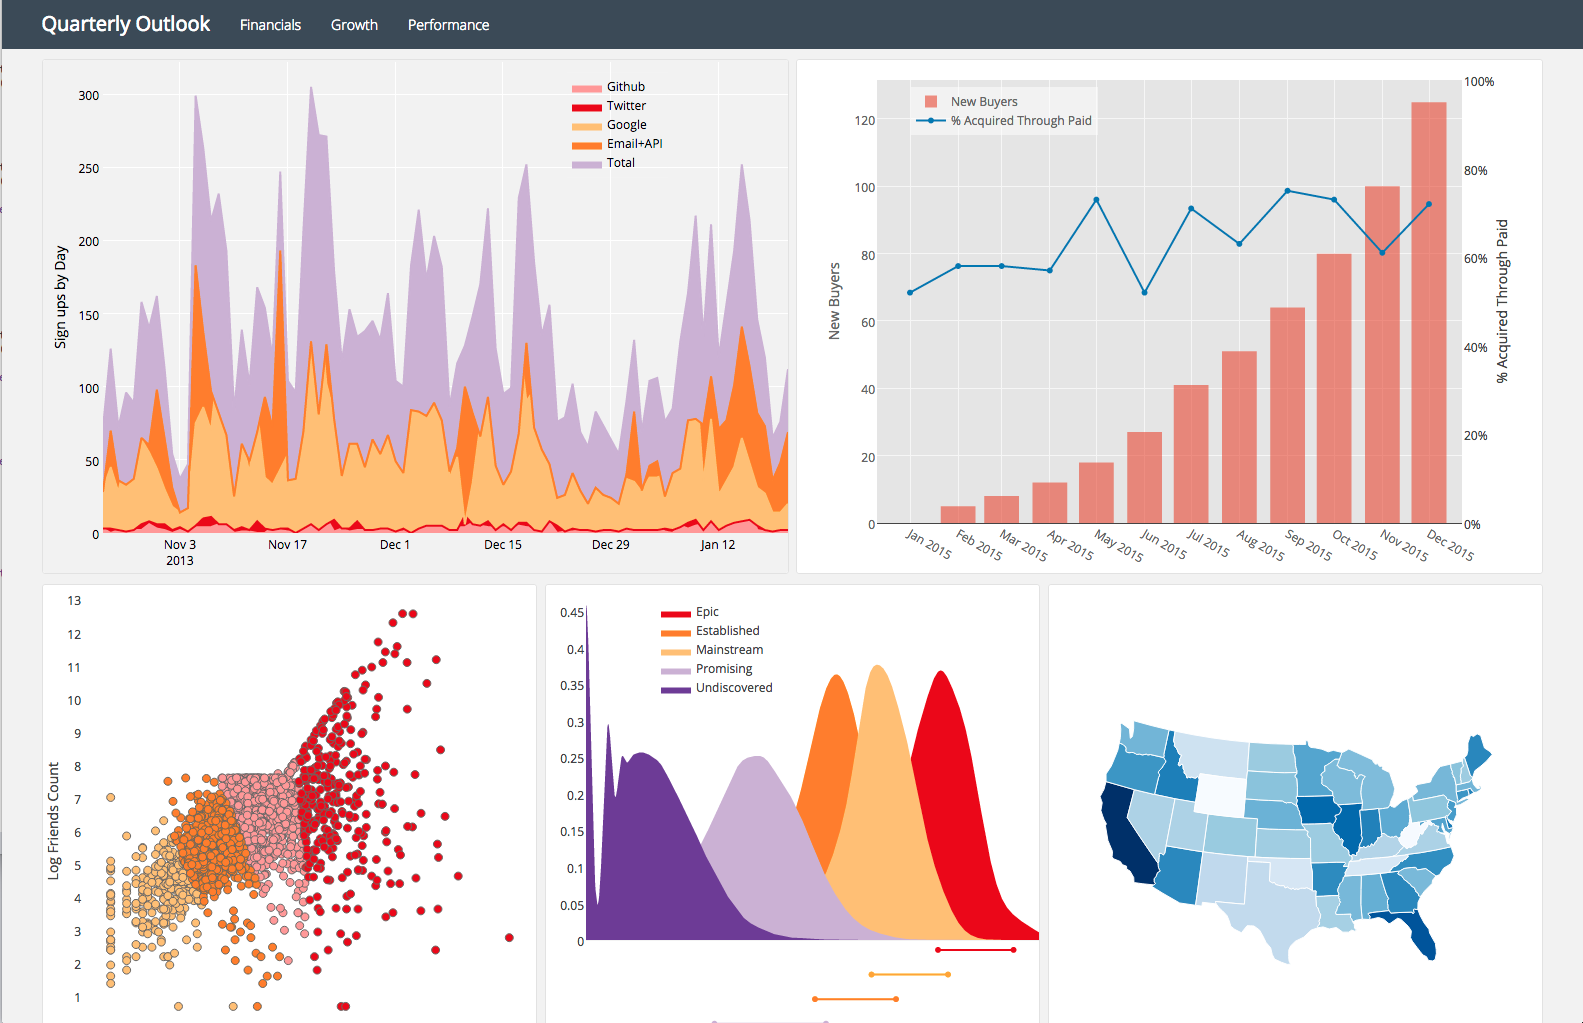 Quarterly Outlook Financials Growth Performance
Github
Twitter
Google
Email+API
Total
300
250
200
150
100
50
0
Sign ups by Day
Nov 3 Nov 17 Dec 1 Dec 15 Dec 29 Jan 12
2013
New Buyers
% Acquired Through Paid
120
100
80
60
40
20
0
New Buyers
100%
80%
60%
40%
20%
0%
% Acquired Through Paid
Jan 2015 Feb 2015 Mar 2015 Apr 2015 May 2015 Jun 2015 Jul 2015 Aug 2015 Sep 2015 Oct 2015 Nov 2015 Dec 2015
13
12
11
10
9
8
7
6
5
4
3
2
1
Log Friends Count
0.45
0.4
0.35
0.3
0.25
0.2
0.15
0.1
0.05
0
Epic
Established
Mainstream
Promising
Undiscovered